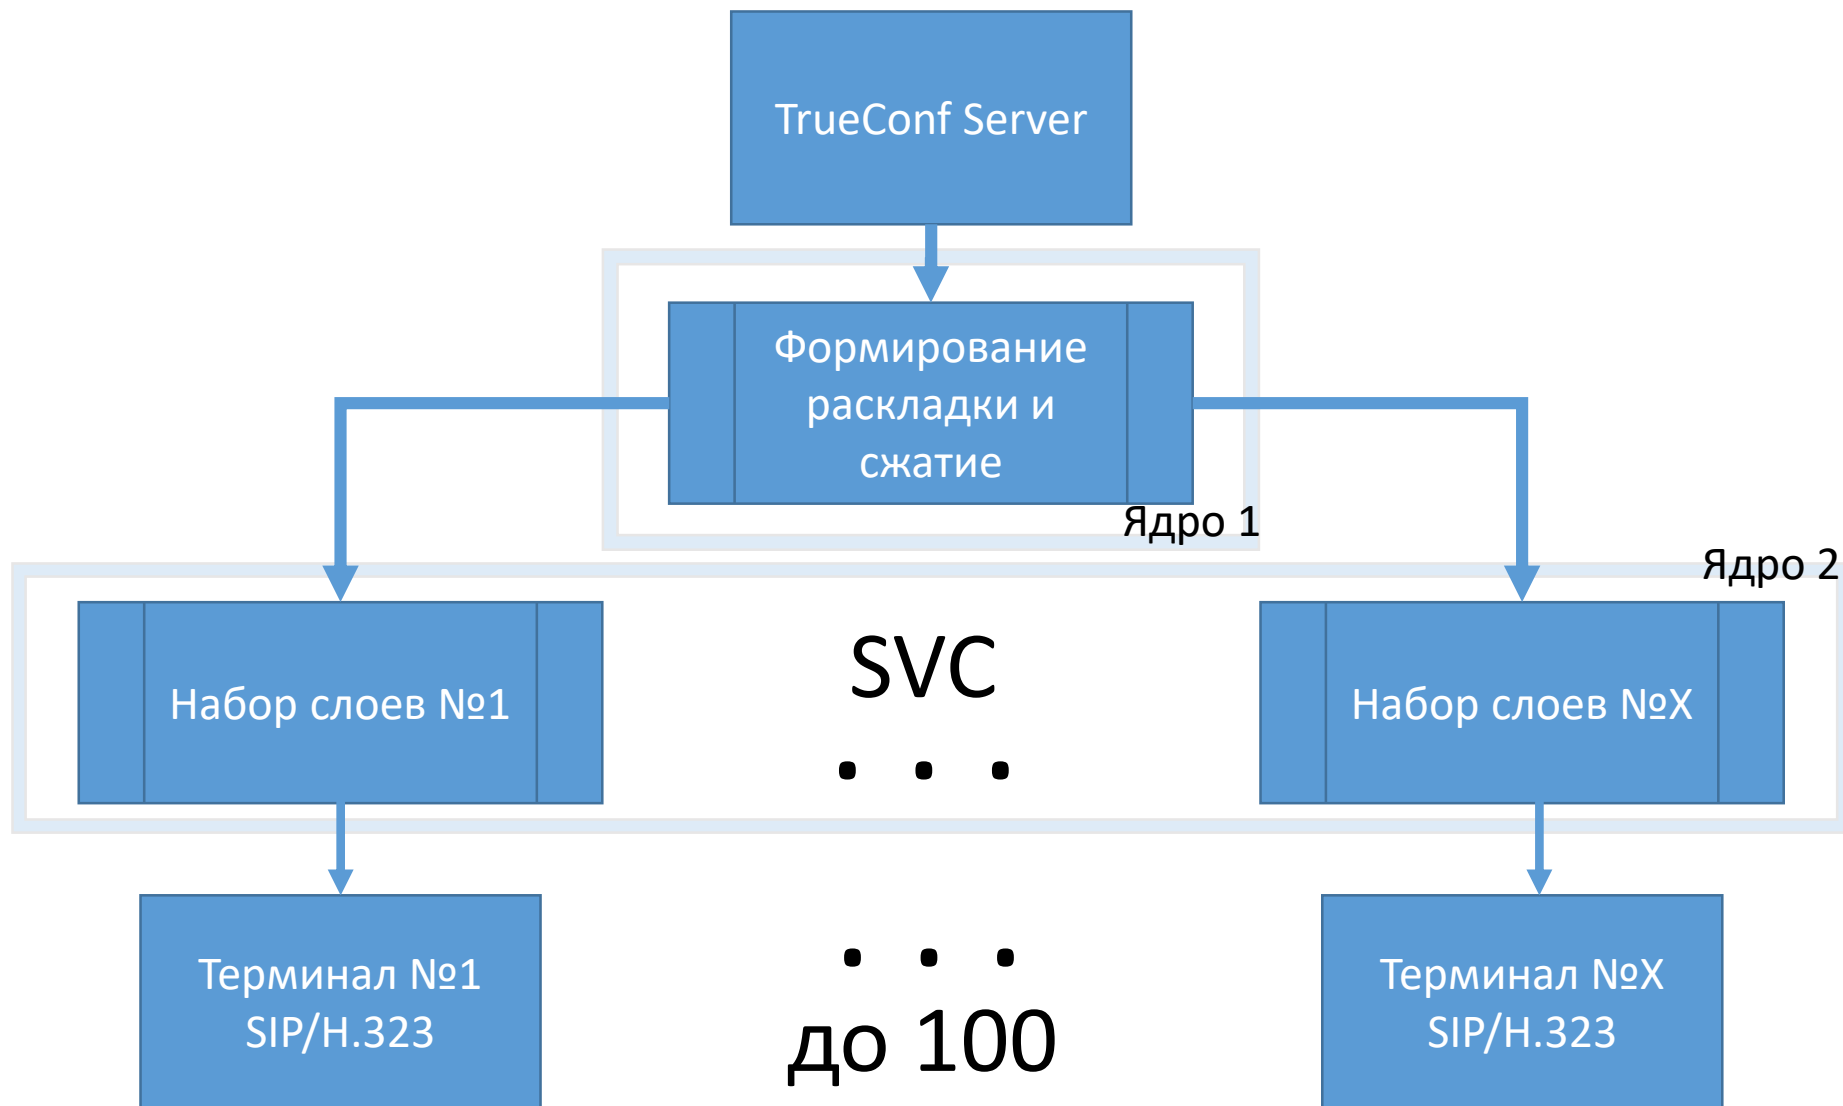 TrueConf Server
Формирование
раскладки и
сжатие
Ядро 1
Ядро 2
Набор слоев №1
SVC
. . .
Набор слоев №X
Терминал №1
SIP/H.323
. . .
до 100
Терминал №X
SIP/H.323